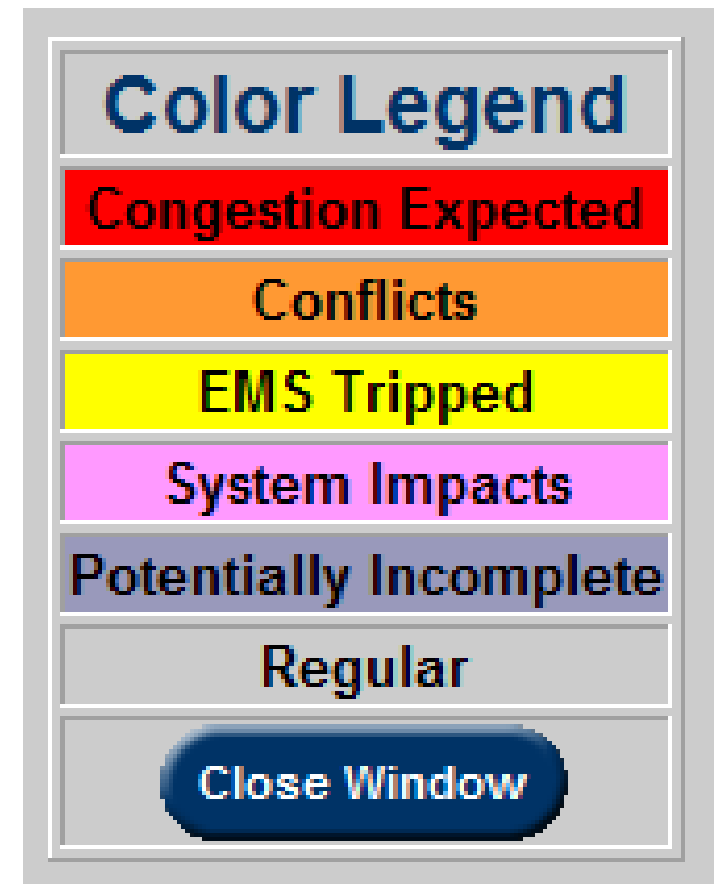 Color Legend
Congestion Expected
Conflicts
EMS Tripped
System Impacts
Potentially Incomplete
Regular
Close Window